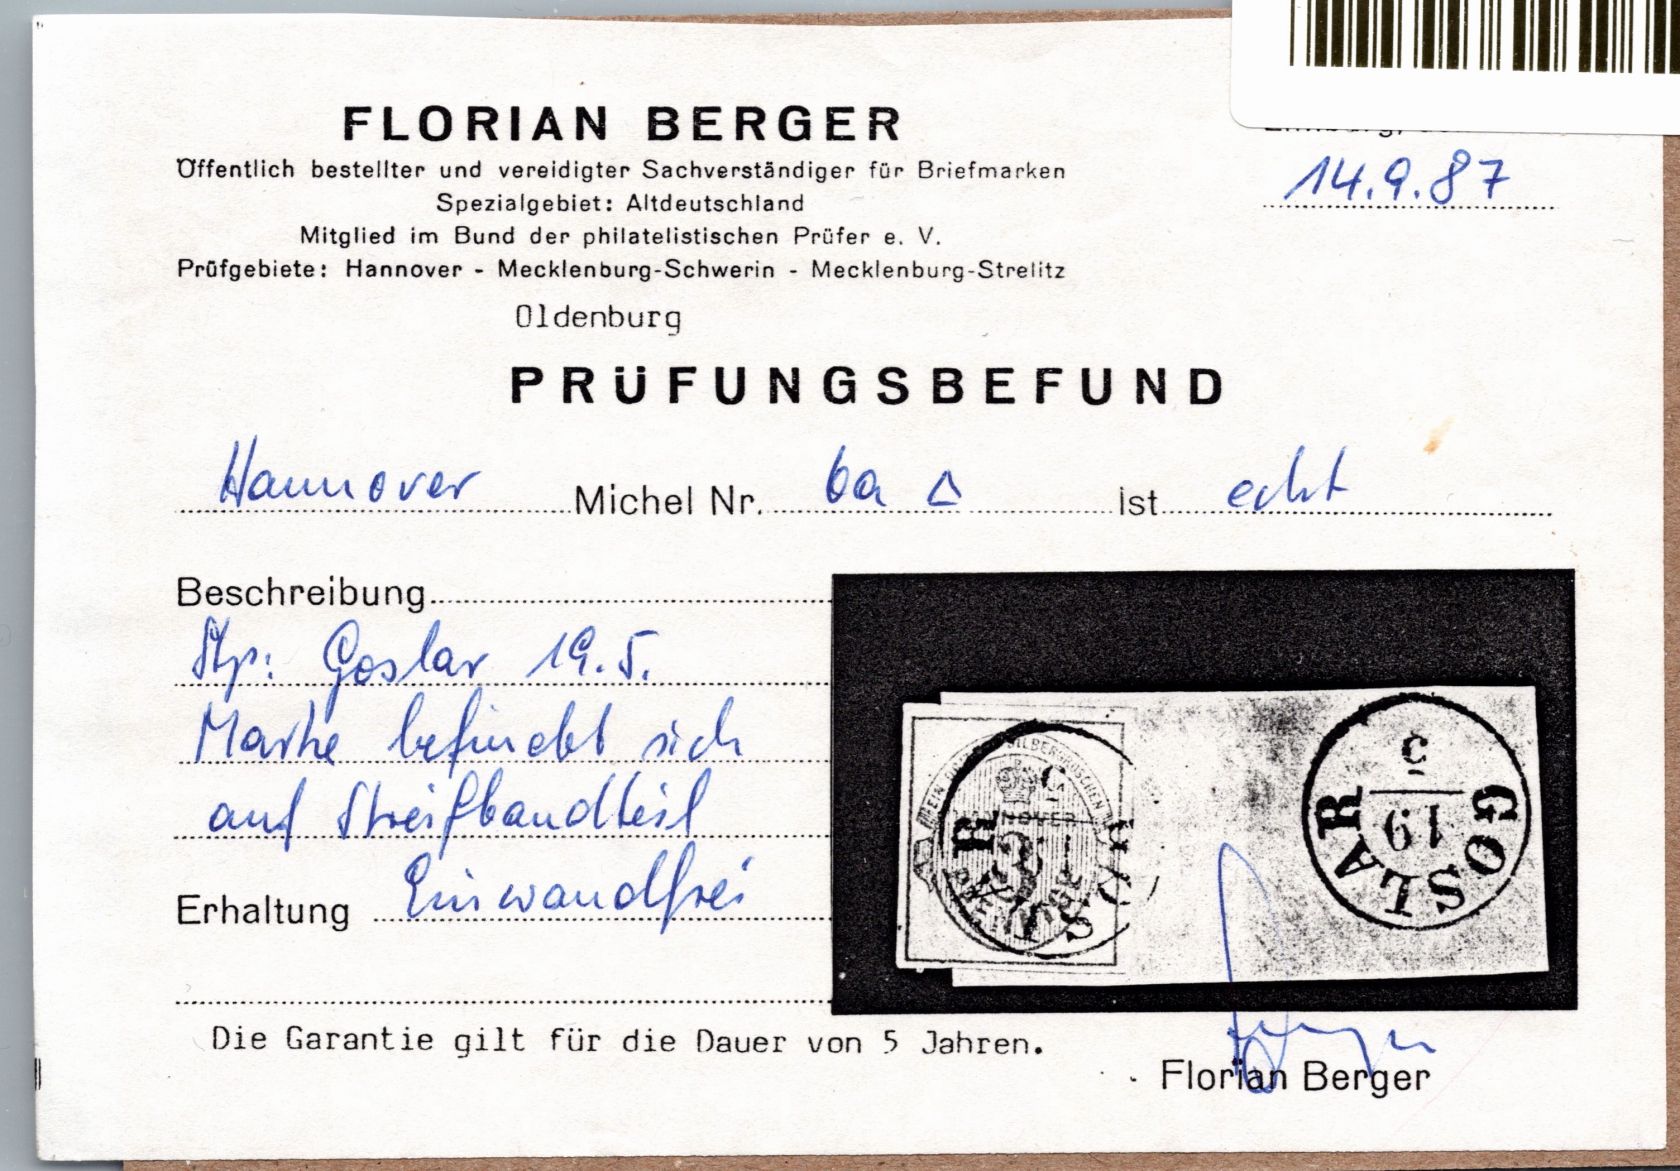 FLORIAN BERGER
Öffentlich bestellter und vereidigter Sachverständiger für Briefmarken
Spezialgebiet: Altdeutschland
Mitglied im Bund der philatelistischen Prüfer e. V.
Prüfgebiete: Hannover - Mecklenburg-Schwerin - Mecklenburg-Strelitz
Oldenburg
14.9.87
PRÜFUNGSBEFUND
Hannover Michel Nr. 6a △ ist echt
Beschreibung
Stp: Goslar 19.5.
Marke befindet sich
auf Streifbandteil
Erhaltung Einwandfrei
GOSLAR
19
5
Die Garantie gilt für die Dauer von 5 Jahren.
Florian Berger